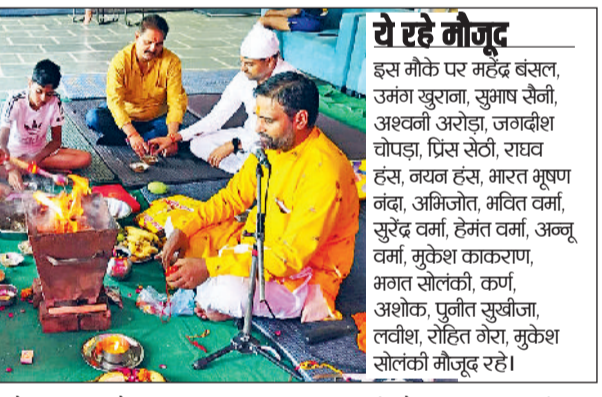 ये रहे मौजूद
इस मौके पर महेंद्र बंसल,
उमंग खुराना, सुभाष सैनी,
अश्वनी अरोड़ा, जगदीश
चोपड़ा, प्रिंस सेठी, राघव
हंस, नयन हंस, भारत भूषण
नंदा, अभिजोत, भवित वर्मा,
सुरेंद्र वर्मा, हेमंत वर्मा, अन्नू
वर्मा, मुकेश काकराण,
भगत सोलंकी, कर्ण,
अशोक, पुनीत सुखीजा,
लवीश, रोहित गेरा, मुकेश
सोलंकी मौजूद रहे।